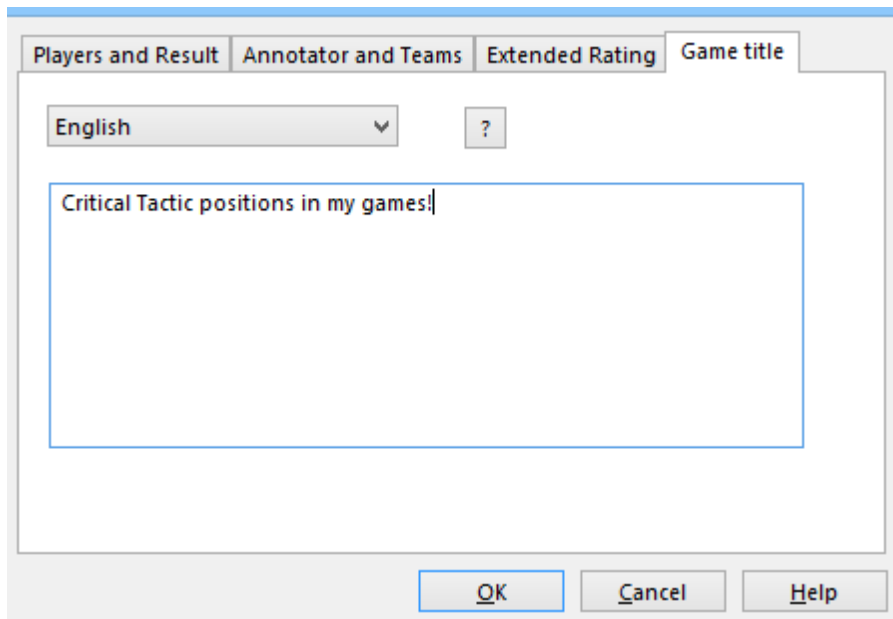 Players and Result Annotator and Teams Extended Rating Game title
English ?
Critical Tactic positions in my games!
OK Cancel Help